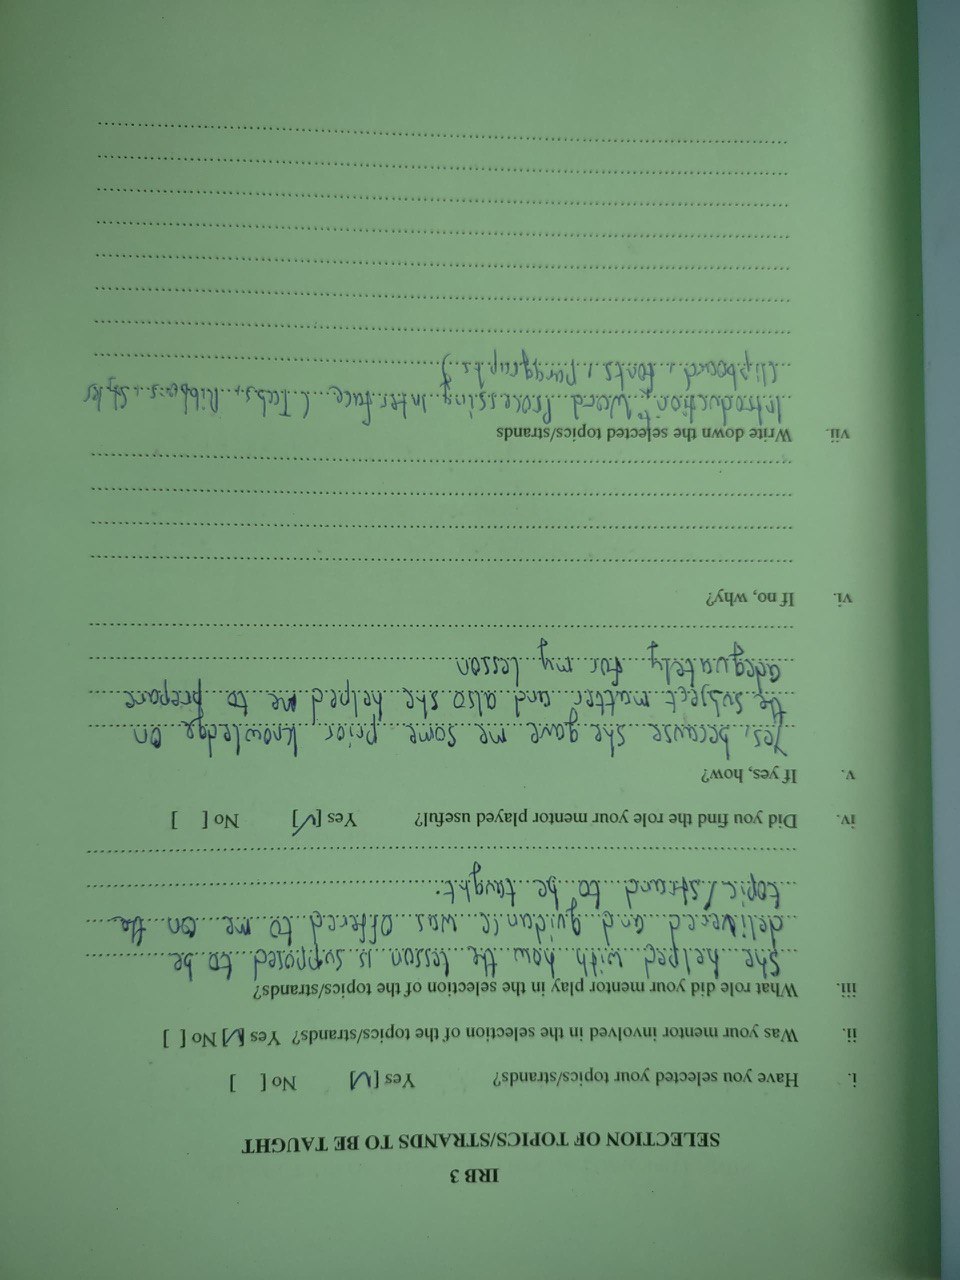 IRB 3
SELECTION OF TOPICS/STRANDS TO BE TAUGHT
i. Have you selected your topics/strands? Yes [✓] No [ ]
ii. Was your mentor involved in the selection of the topics/strands? Yes [✓] No [ ]
iii. What role did your mentor play in the selection of the topics/strands?
She helped with how the lesson is supposed to be
delivered and guidance was offered to me on the
topic/strand to be taught.
iv. Did you find the role your mentor played useful? Yes [✓] No [ ]
v. If yes, how?
Yes, because she gave me some prior knowledge on
the subject matter and also she helped me to prepare
adequately for my lesson
vi. If no, why?
vii. Write down the selected topics/strands
Introduction to Word Processing Interface (Tabs, Ribbons, Styles
clipboard, fonts, paragraphs)